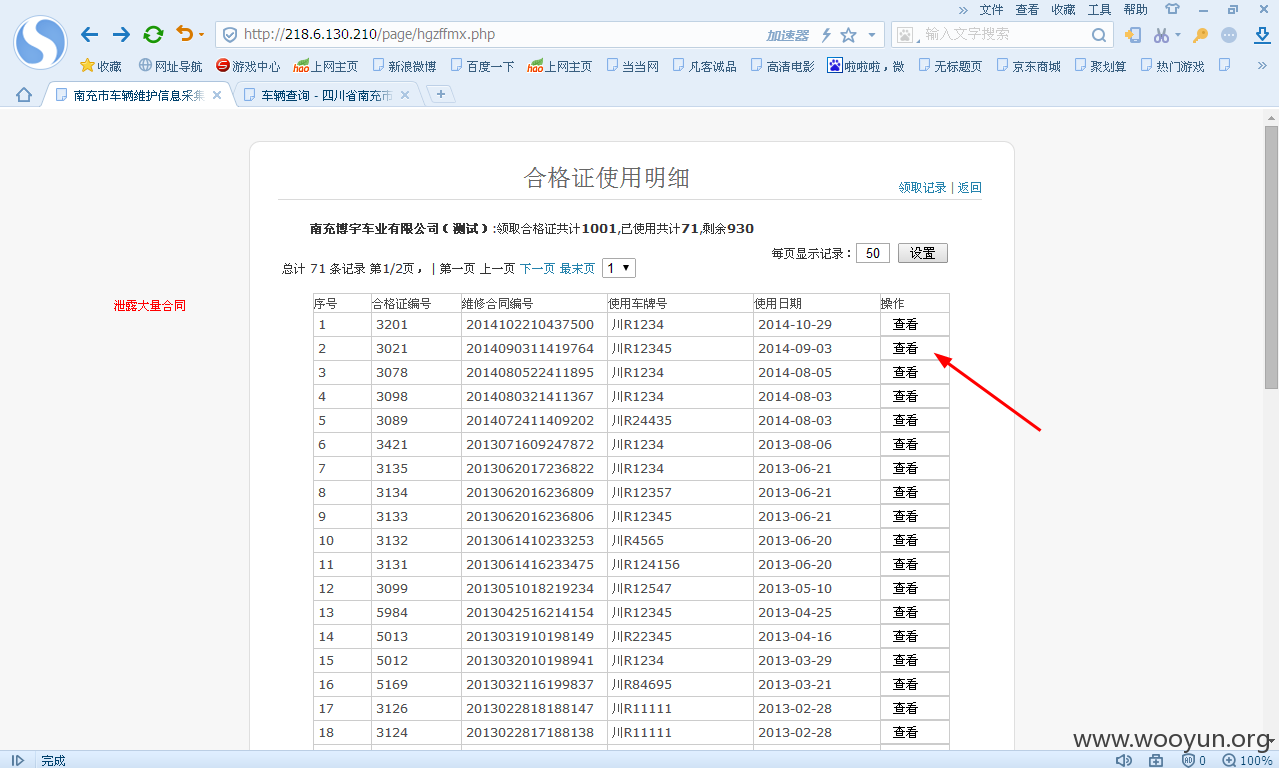 » 文件 查看 收藏 工具 帮助
http://218.6.130.210/page/hgzffmx.php 加速器 输入文字搜索
收藏 网址导航 游戏中心 hao上网主页 新浪微博 百度一下 hao上网主页 当当网 凡客诚品 高清电影 啦啦啦，微 无标题页 京东商城 聚划算 热门游戏 »
南充市车辆维护信息采集 × 车辆查询 - 四川省南充市 × +
合格证使用明细
领取记录 | 返回
南充博宇车业有限公司(测试):领取合格证共计1001,已使用共计71,剩余930
每页显示记录： 50 设置
总计 71 条记录 第1/2页， | 第一页 上一页 下一页 最末页 1
泄露大量合同
序号 合格证编号 维修合同编号 使用车牌号 使用日期 操作
1 3201 2014102210437500 川R1234 2014-10-29 查看
2 3021 2014090311419764 川R12345 2014-09-03 查看
3 3078 2014080522411895 川R1234 2014-08-05 查看
4 3098 2014080321411367 川R1234 2014-08-03 查看
5 3089 2014072411409202 川R24435 2014-08-03 查看
6 3421 2013071609247872 川R1234 2013-08-06 查看
7 3135 2013062017236822 川R1234 2013-06-21 查看
8 3134 2013062016236809 川R12357 2013-06-21 查看
9 3133 2013062016236806 川R12345 2013-06-21 查看
10 3132 2013061410233253 川R4565 2013-06-20 查看
11 3131 2013061416233475 川R124156 2013-06-20 查看
12 3099 2013051018219234 川R12547 2013-05-10 查看
13 5984 2013042516214154 川R12345 2013-04-25 查看
14 5013 2013031910198149 川R22345 2013-04-16 查看
15 5012 2013032010198941 川R1234 2013-03-29 查看
16 5169 2013032116199837 川R84695 2013-03-21 查看
17 3126 2013022818188147 川R11111 2013-02-28 查看
18 3124 2013022817188138 川R11111 2013-02-28 查看
www.wooyun.org
完成 0 100%